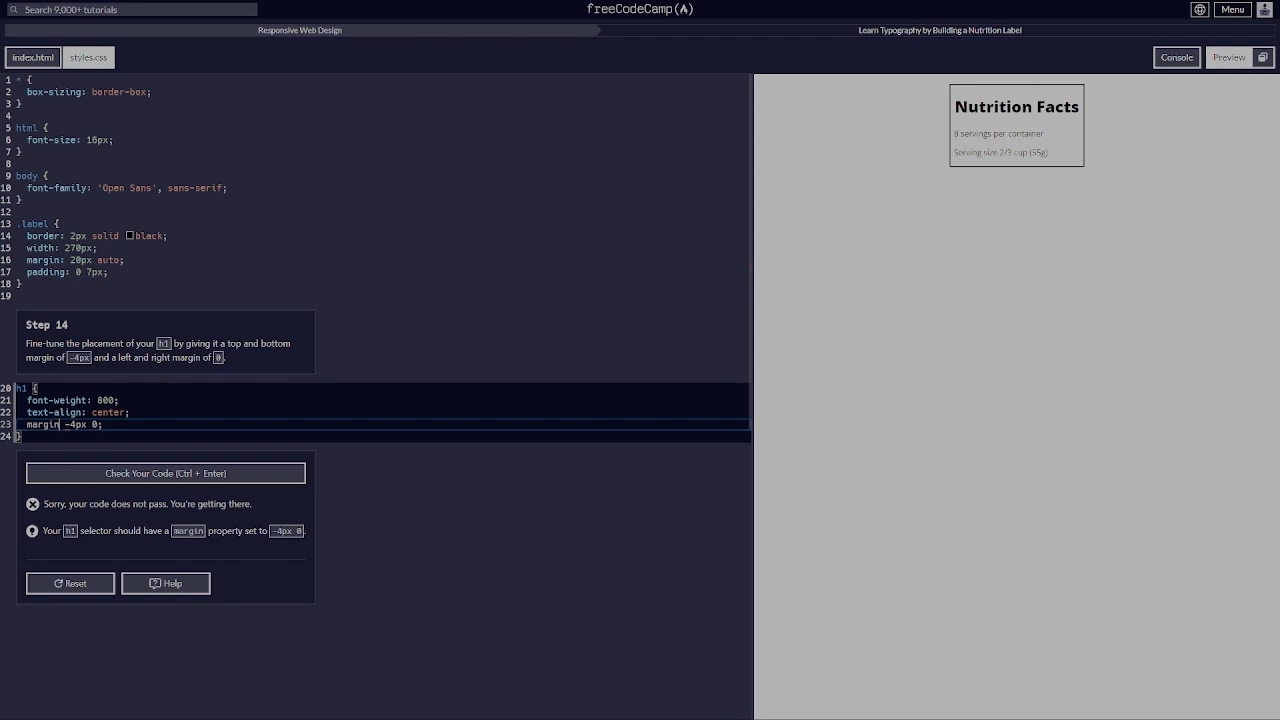 Search 9,000+ tutorials
freeCodeCamp
Menu
Responsive Web Design
Learn Typography by Building a Nutrition Label
index.html
styles.css
Console
Preview
1 * {
2 box-sizing: border-box;
3 }
4
5 html {
6 font-size: 16px;
7 }
8
9 body {
10 font-family: 'Open Sans', sans-serif;
11 }
12
13 .label {
14 border: 2px solid black;
15 width: 270px;
16 margin: 20px auto;
17 padding: 0 7px;
18 }
19
Step 14
Fine-tune the placement of your h1 by giving it a top and bottom
margin of -4px and a left and right margin of 0.
20 h1 {
21 font-weight: 800;
22 text-align: center;
23 margin -4px 0;
24 }
Check Your Code (Ctrl + Enter)
Sorry, your code does not pass. You're getting there.
Your h1 selector should have a margin property set to -4px 0.
Reset
Help
Nutrition Facts
8 servings per container
Serving size 2/3 cup (55g)